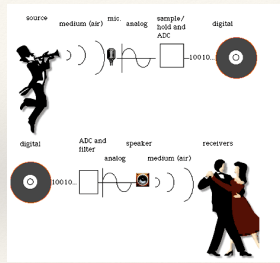 source
medium (air)
mic.
analog
sample/
hold and
ADC
digital
10010...
digital
10010...
ADC and
filter
analog
speaker
medium (air)
receivers